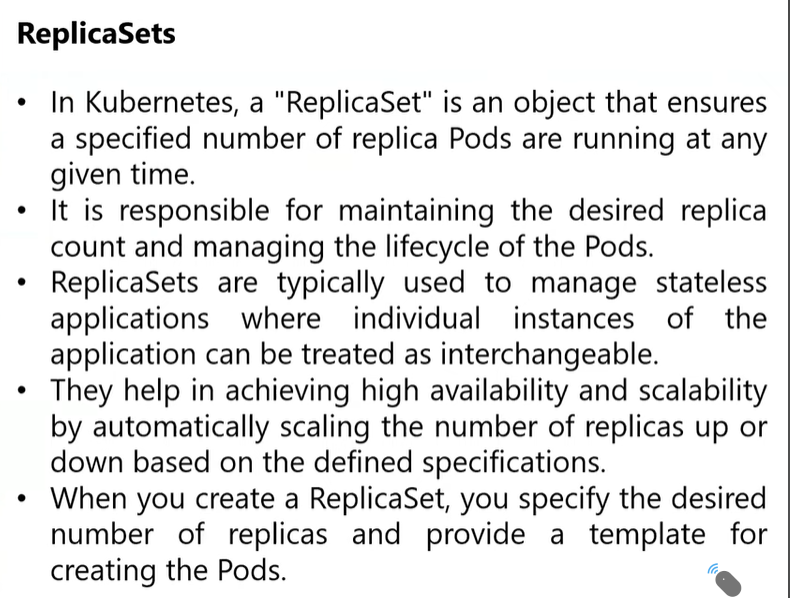 ReplicaSets
• In Kubernetes, a "ReplicaSet" is an object that ensures
a specified number of replica Pods are running at any
given time.
• It is responsible for maintaining the desired replica
count and managing the lifecycle of the Pods.
• ReplicaSets are typically used to manage stateless
applications where individual instances of the
application can be treated as interchangeable.
• They help in achieving high availability and scalability
by automatically scaling the number of replicas up or
down based on the defined specifications.
• When you create a ReplicaSet, you specify the desired
number of replicas and provide a template for
creating the Pods.